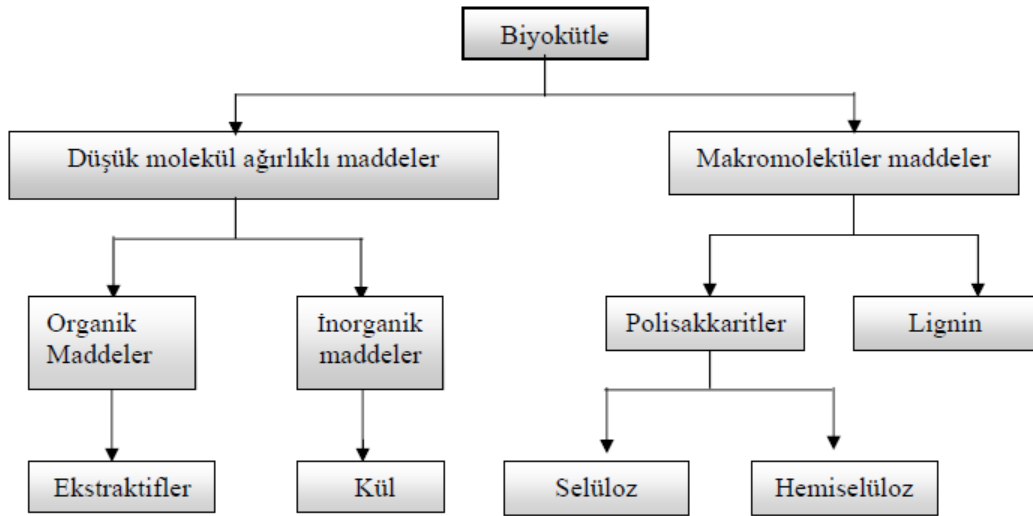 Biyokütle
Düşük molekül ağırlıklı maddeler
Makromoleküler maddeler
Organik
Maddeler
İnorganik
maddeler
Polisakkaritler
Lignin
Ekstraktifler
Kül
Selüloz
Hemiselüloz